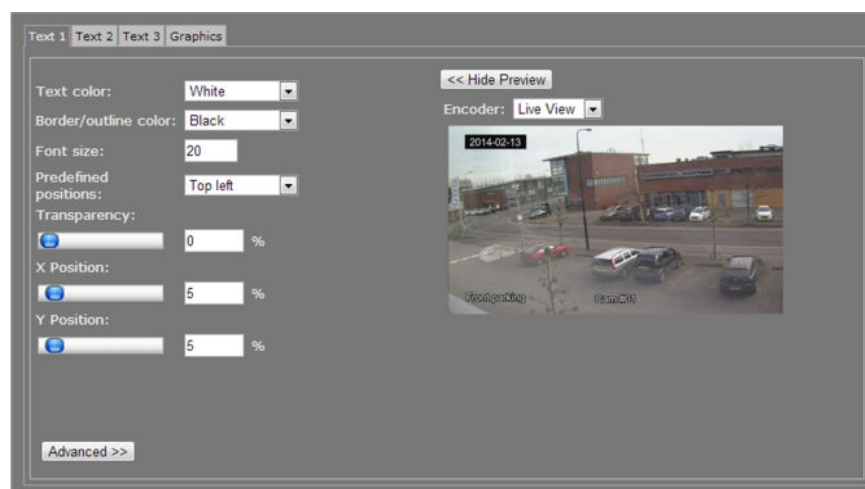 Text 1 Text 2 Text 3 Graphics
<< Hide Preview
Text color: White
Encoder: Live View
Border/outline color: Black
Font size: 20
2014-02-13
Predefined
positions: Top left
Transparency:
0 %
X Position:
5 %
Front parking Cam #01
Y Position:
5 %
Advanced >>